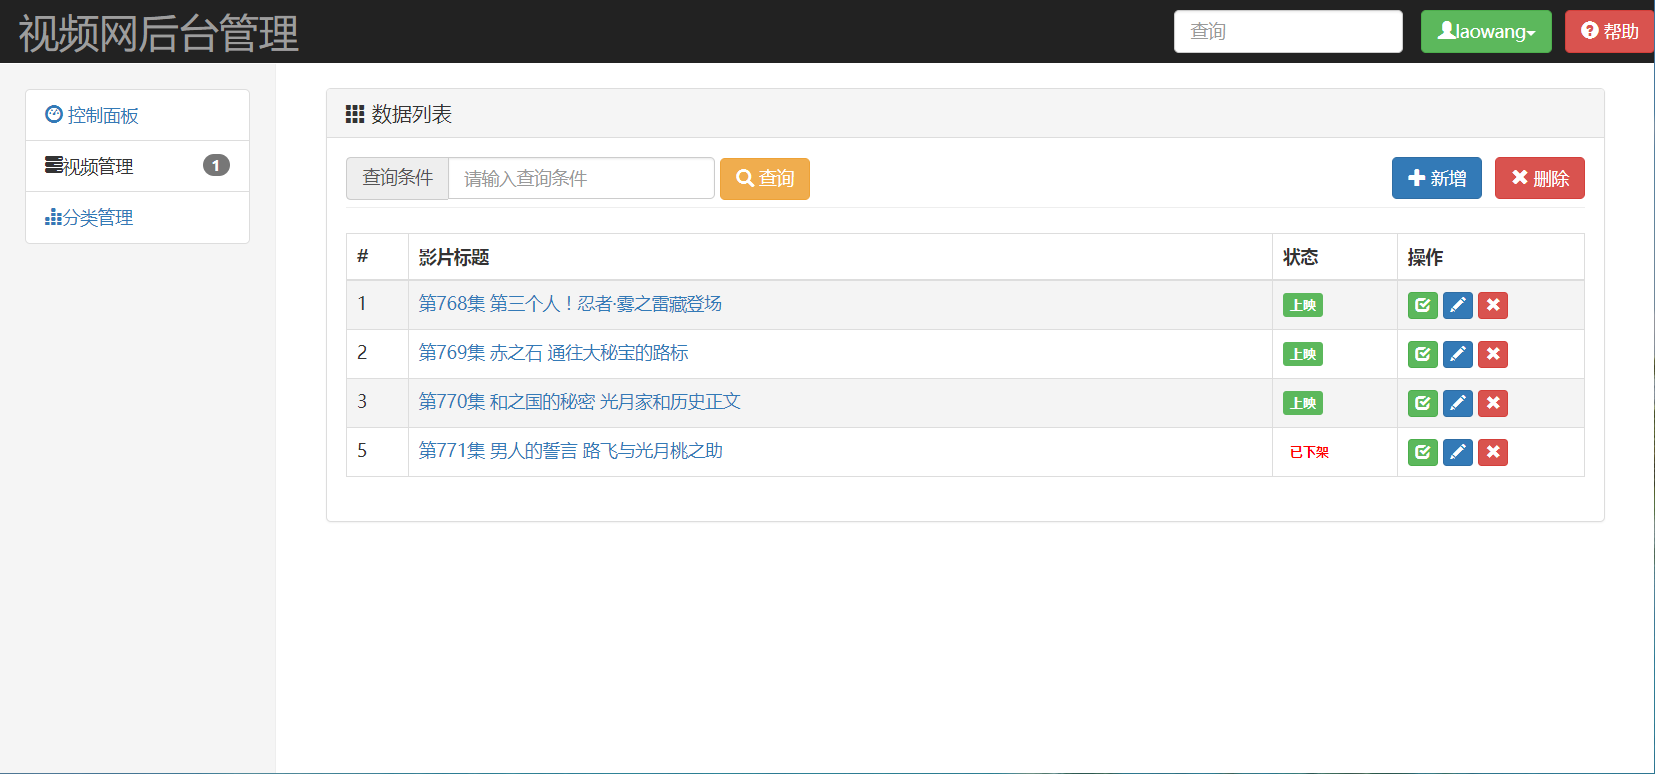 视频网后台管理 查询 laowang 帮助
控制面板
视频管理 1
分类管理
数据列表
查询条件 请输入查询条件 查询 新增 删除
# 影片标题 状态 操作
1 第768集 第三个人！忍者·雾之雷藏登场 上映
2 第769集 赤之石 通往大秘宝的路标 上映
3 第770集 和之国的秘密 光月家和历史正文 上映
5 第771集 男人的誓言 路飞与光月桃之助 已下架